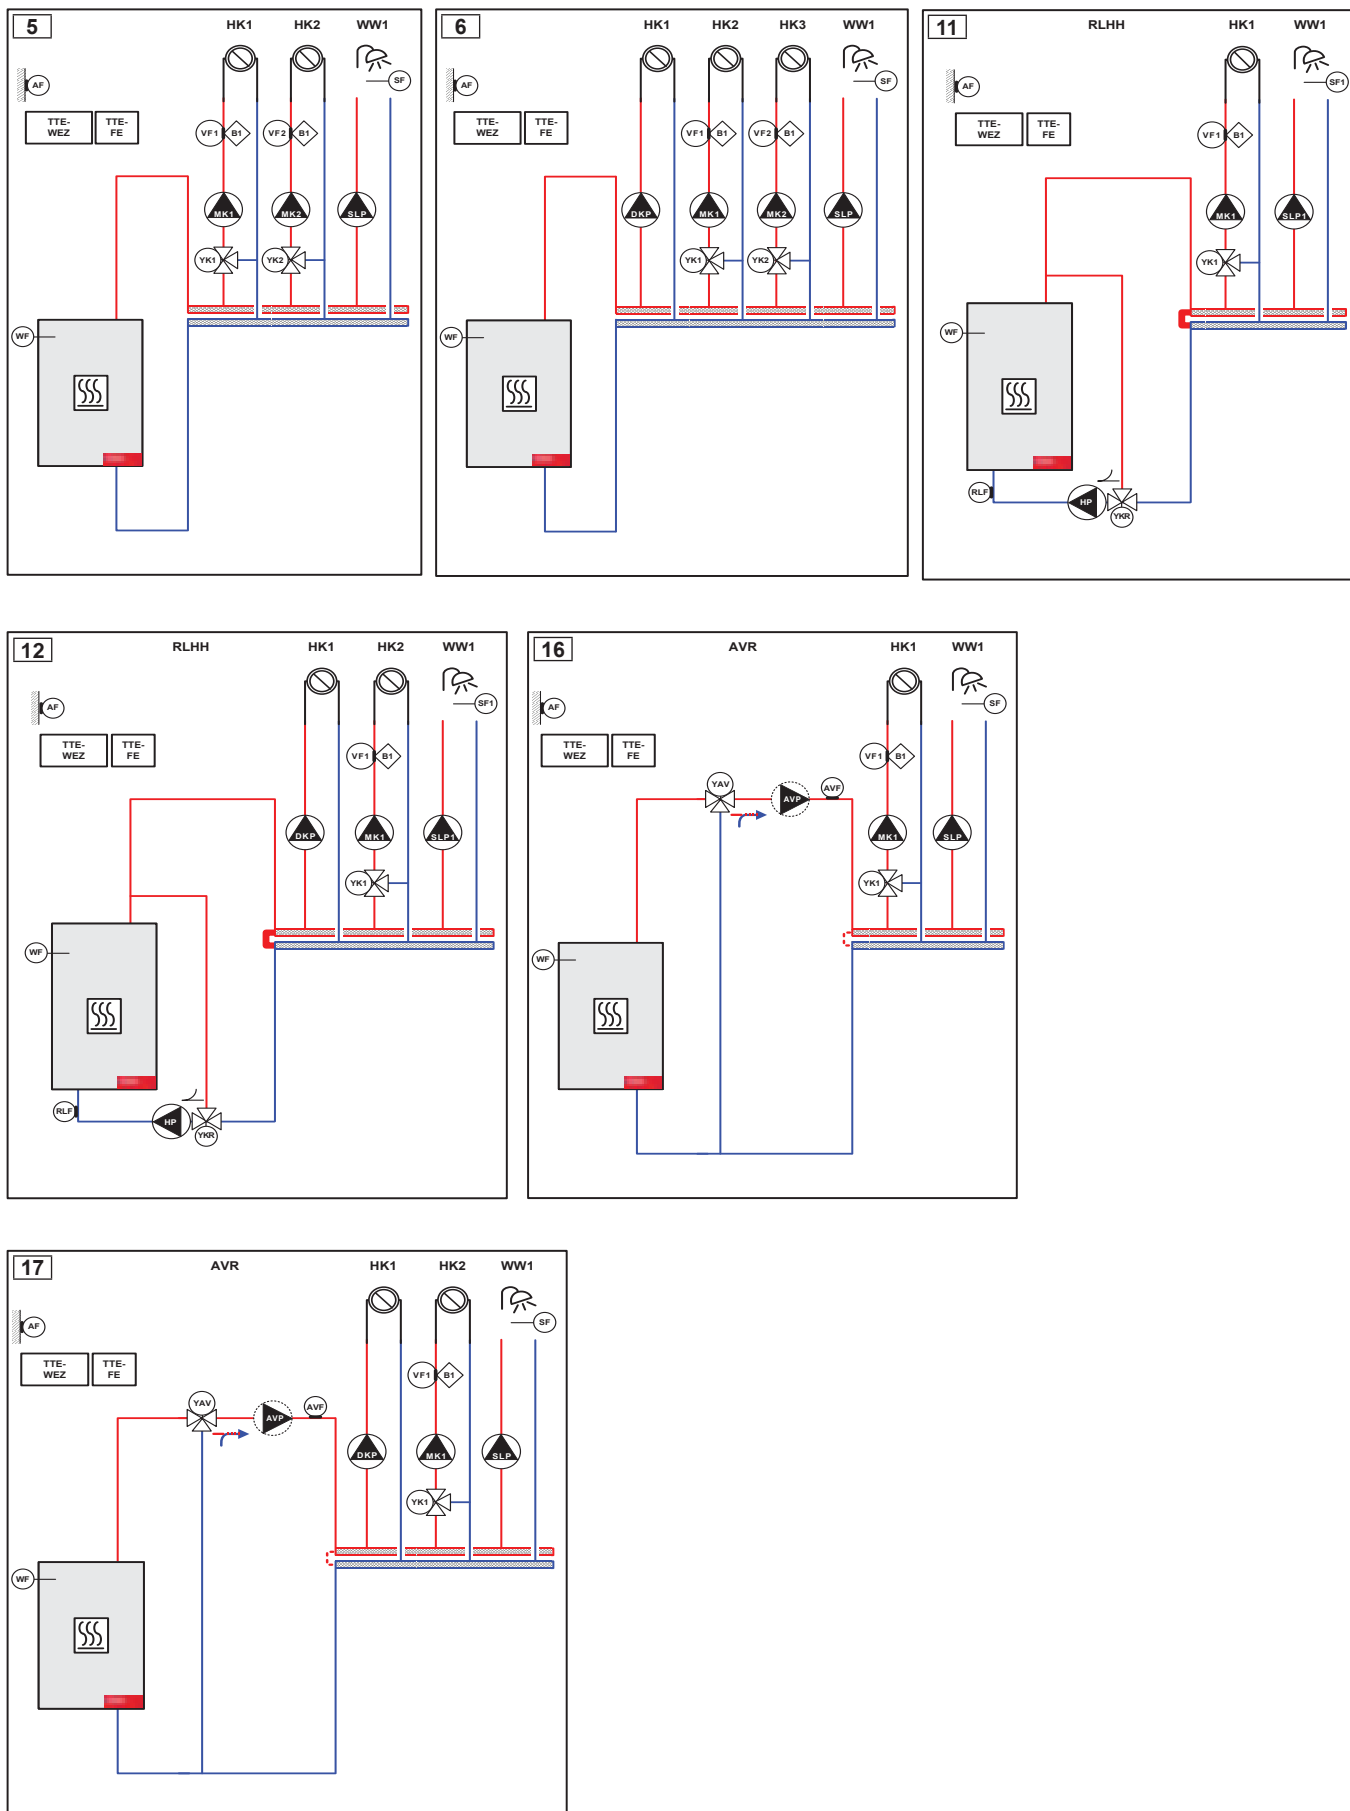 5 HK1 HK2 WW1
AF SF
TTE- TTE-
WEZ FE
VF1 B1 VF2 B1
MK1 MK2 SLP
YK1 YK2
WF
6 HK1 HK2 HK3 WW1
AF SF
TTE- TTE-
WEZ FE
VF1 B1 VF2 B1
DKP MK1 MK2 SLP
YK1 YK2
WF
11 RLHH HK1 WW1
AF SF1
TTE- TTE-
WEZ FE
VF1 B1
MK1 SLP1
YK1
WF
RLF HP
YKR
12 RLHH HK1 HK2 WW1
AF SF1
TTE- TTE-
WEZ FE
VF1 B1
DKP MK1 SLP1
YK1
WF
RLF HP
YKR
16 AVR HK1 WW1
AF SF
TTE- TTE-
WEZ FE
VF1 B1
YAV AVP AVF
MK1 SLP
YK1
WF
17 AVR HK1 HK2 WW1
AF SF
TTE- TTE-
WEZ FE
VF1 B1
YAV AVP AVF
DKP MK1 SLP
YK1
WF